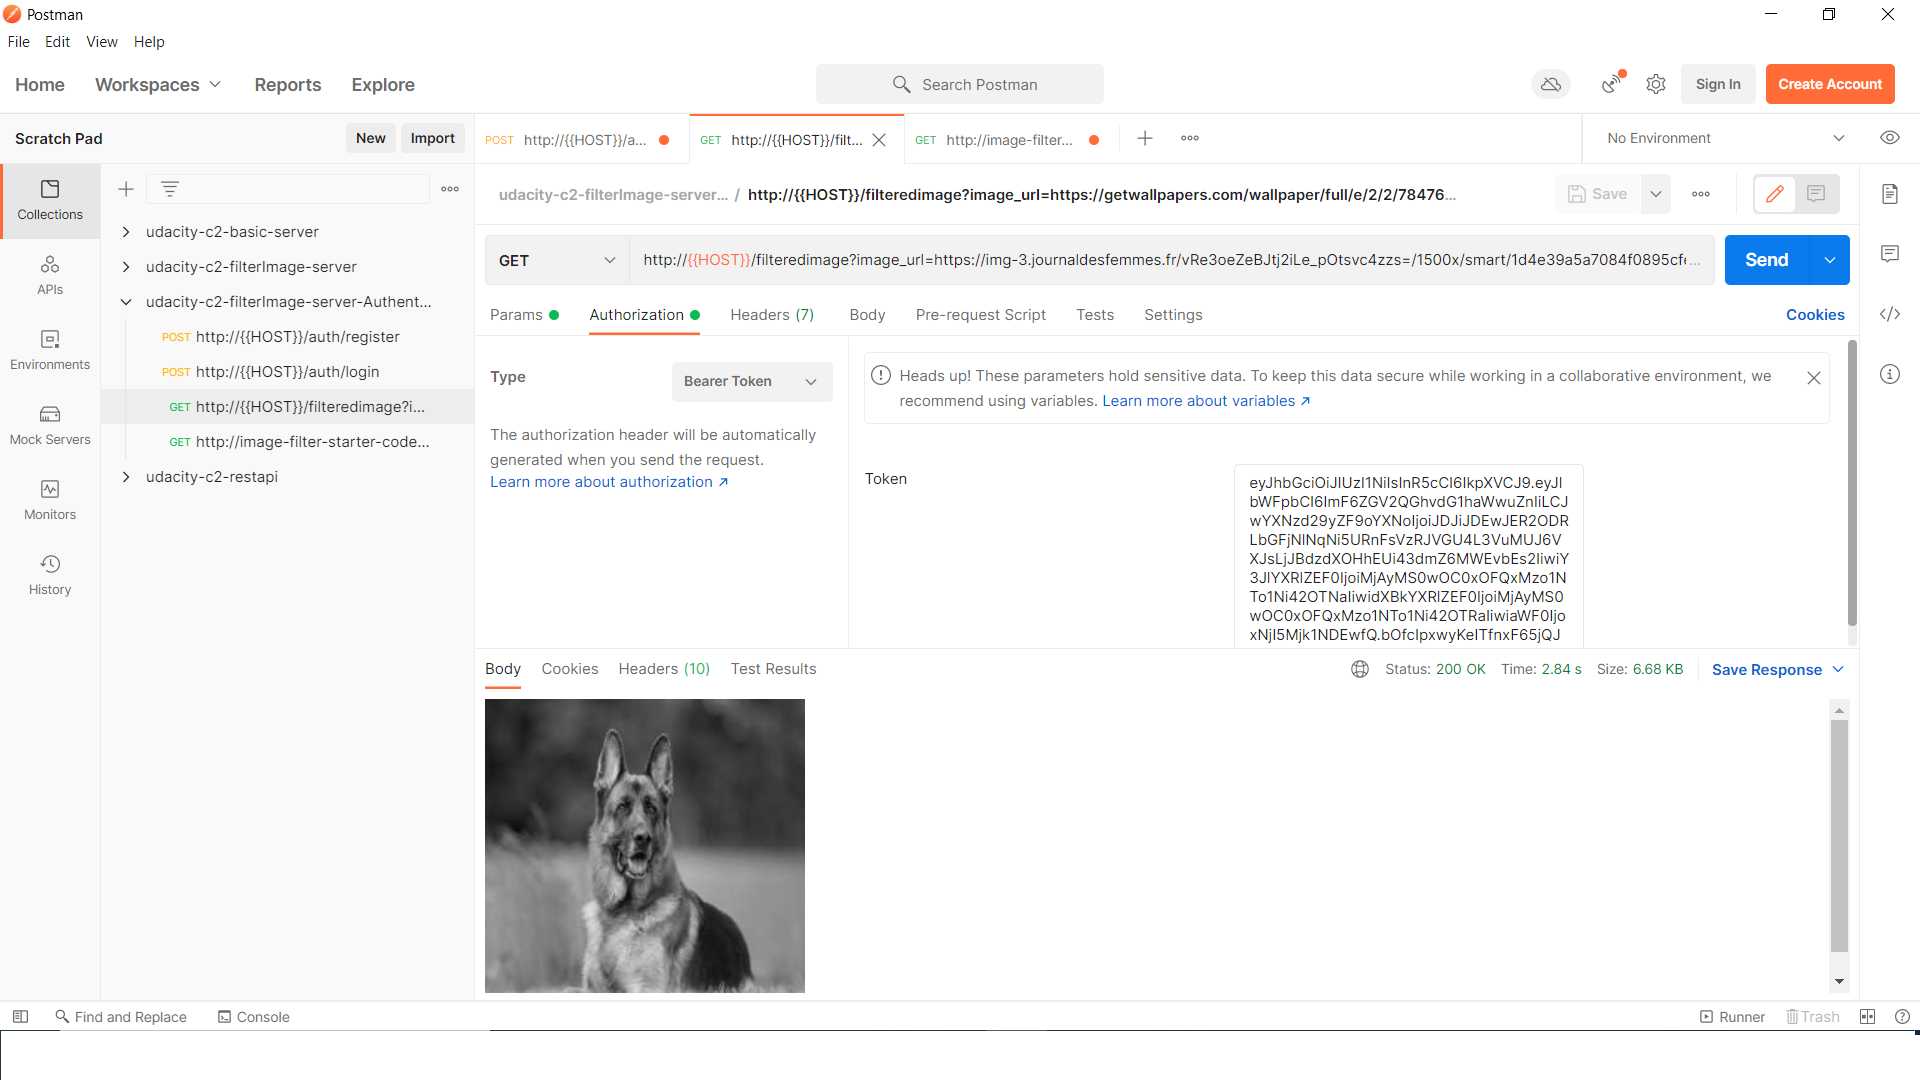 Postman
File Edit View Help
Home Workspaces Reports Explore
Search Postman
Sign In
Create Account
Scratch Pad
New
Import
POST http://{{HOST}}/a...
GET http://{{HOST}}/filt...
GET http://image-filter...
No Environment
Collections
APIs
Environments
Mock Servers
Monitors
History
udacity-c2-basic-server
udacity-c2-filterImage-server
udacity-c2-filterImage-server-Authent...
POST http://{{HOST}}/auth/register
POST http://{{HOST}}/auth/login
GET http://{{HOST}}/filteredimage?i...
GET http://image-filter-starter-code...
udacity-c2-restapi
udacity-c2-filterImage-server... / http://{{HOST}}/filteredimage?image_url=https://getwallpapers.com/wallpaper/full/e/2/2/78476...
Save
GET
http://{{HOST}}/filteredimage?image_url=https://img-3.journaldesfemmes.fr/vRe3oeZeBJtj2iLe_pOtsvc4zzs=/1500x/smart/1d4e39a5a7084f0895cf...
Send
Params Authorization Headers (7) Body Pre-request Script Tests Settings
Cookies
Type
Bearer Token
The authorization header will be automatically
generated when you send the request.
Learn more about authorization ↗
Heads up! These parameters hold sensitive data. To keep this data secure while working in a collaborative environment, we
recommend using variables. Learn more about variables ↗
Token
eyJhbGciOiJIUzI1NiIsInR5cCI6IkpXVCJ9.eyJl
bWFpbCI6ImF6ZGV2QGhvdG1haWwuZnIiLCJ
wYXNzd29yZF9oYXNoIjoiJDJiJDEwJER2ODR
LbGFjNlNqNi5URnFsVzRJVGU4L3VuMUJ6V
XJsLjJBdzdXOHhEUi43dmZ6MWEvbEs2IiwiY
3JlYXRlZEF0IjoiMjAyMS0wOC0xOFQxMzo1N
To1Ni42OTNaIiwidXBkYXRlZEF0IjoiMjAyMS0
wOC0xOFQxMzo1NTo1Ni42OTRaIiwiaWF0Ijo
xNjI5Mjk1NDEwfQ.bOfcIpxwyKeITfnxF65jQJ
Body Cookies Headers (10) Test Results
Status: 200 OK Time: 2.84 s Size: 6.68 KB
Save Response
Find and Replace
Console
Runner
Trash